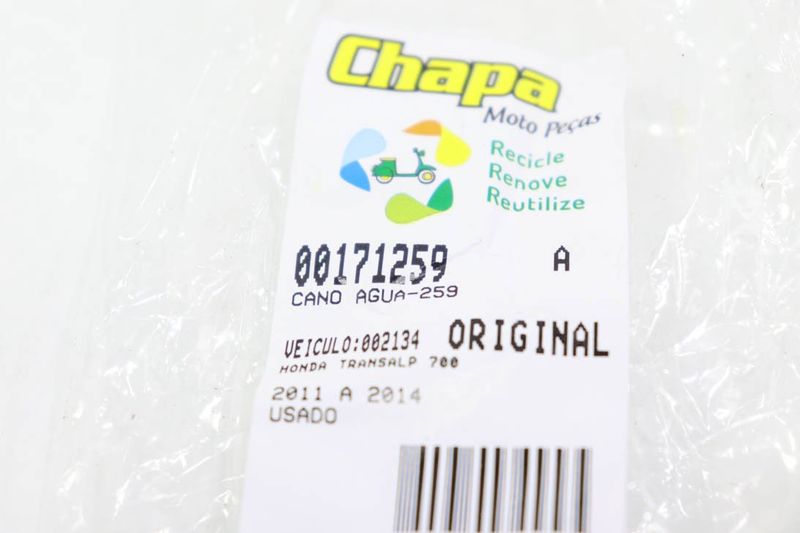 Chapa
Moto Peças
Recicle
Renove
Reutilize
00171259 A
CANO AGUA-259
VEICULO:002134 ORIGINAL
HONDA TRANSALP 700
2011 A 2014
USADO